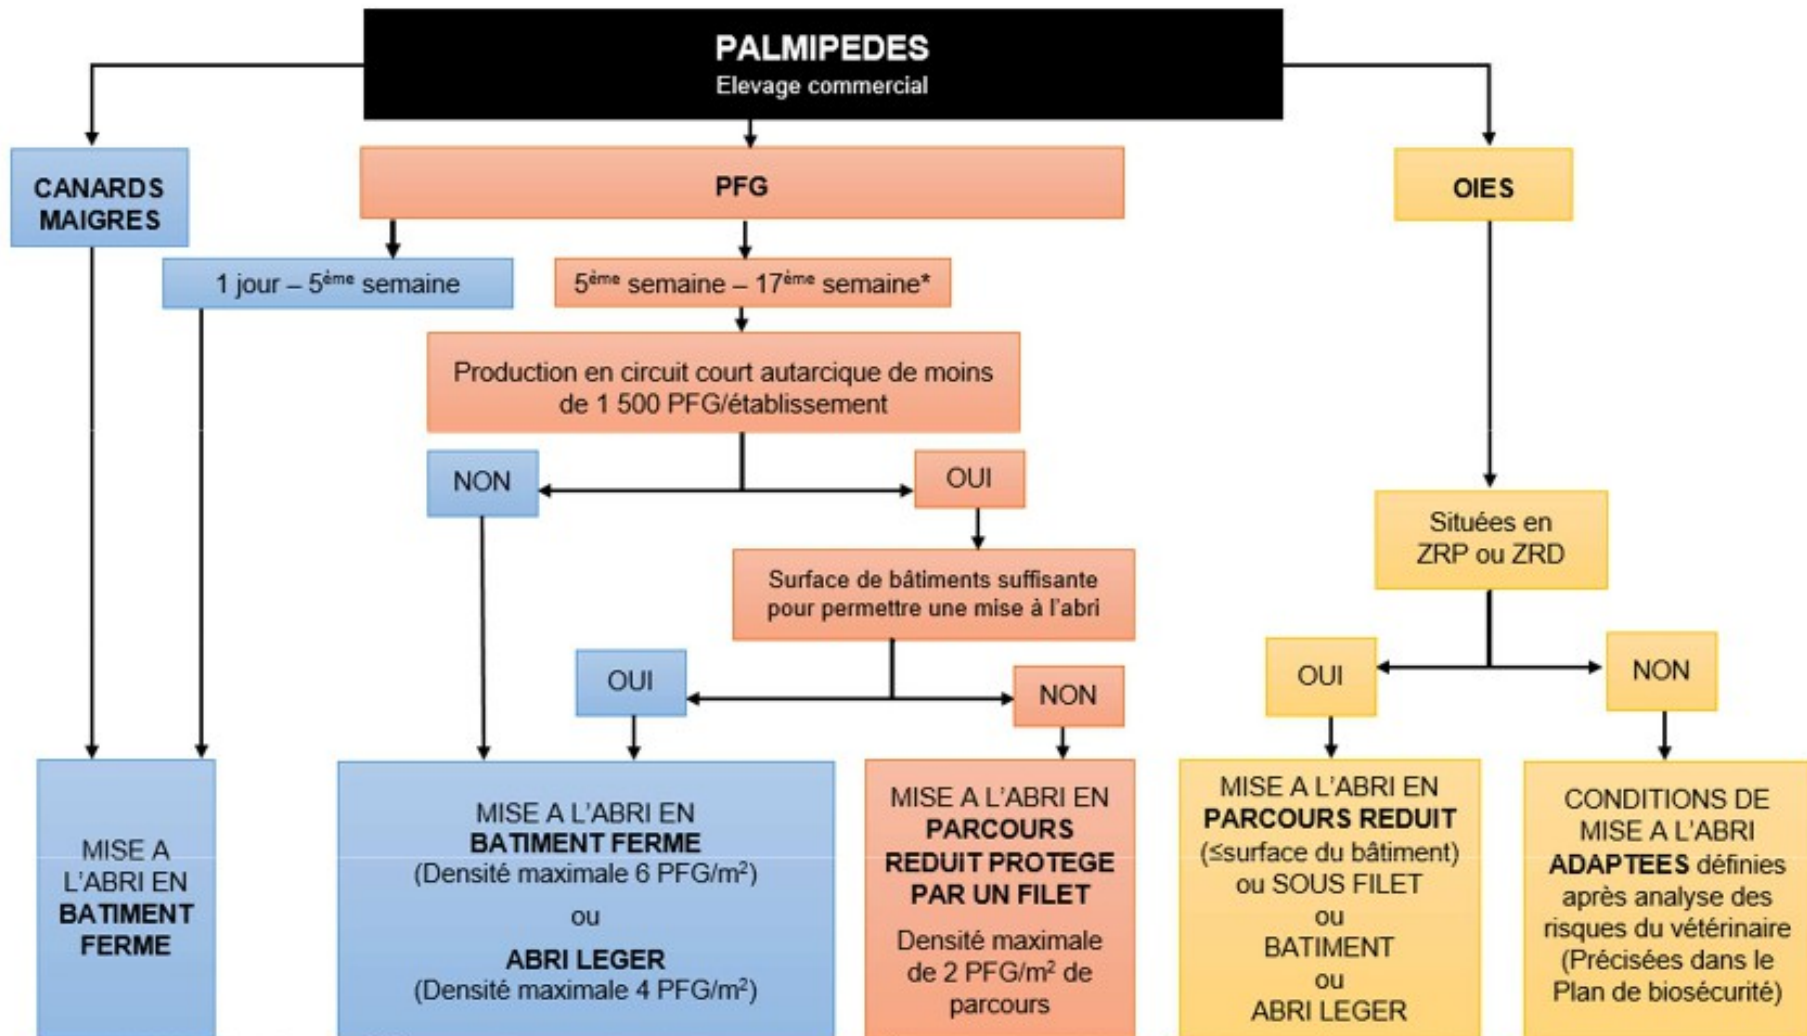 PALMIPEDES
Elevage commercial
CANARDS
MAIGRES
PFG
OIES
1 jour – 5ème semaine
5ème semaine – 17ème semaine*
Production en circuit court autarcique de moins
de 1 500 PFG/établissement
NON
OUI
Situées en
ZRP ou ZRD
Surface de bâtiments suffisante
pour permettre une mise à l'abri
OUI
NON
OUI
NON
MISE A
L'ABRI EN
BATIMENT
FERME
MISE A L'ABRI EN
BATIMENT FERME
(Densité maximale 6 PFG/m²)
ou
ABRI LEGER
(Densité maximale 4 PFG/m²)
MISE A L'ABRI EN
PARCOURS
REDUIT PROTEGE
PAR UN FILET
Densité maximale
de 2 PFG/m² de
parcours
MISE A L'ABRI EN
PARCOURS REDUIT
(≤surface du bâtiment)
ou SOUS FILET
ou
BATIMENT
ou
ABRI LEGER
CONDITIONS DE
MISE A L'ABRI
ADAPTEES définies
après analyse des
risques du vétérinaire
(Précisées dans le
Plan de biosécurité)